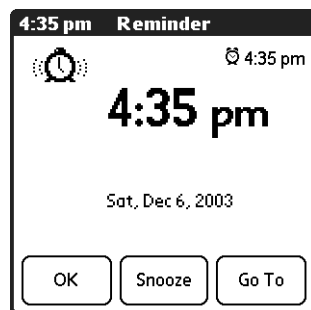 4:35 pm Reminder
4:35 pm
4:35 pm
Sat, Dec 6, 2003
OK Snooze Go To